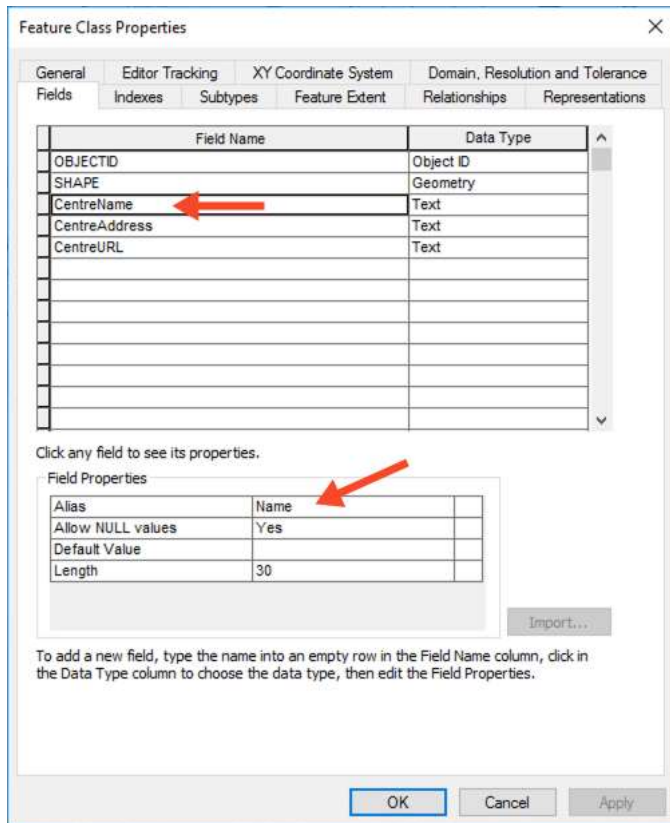 Feature Class Properties
General Editor Tracking XY Coordinate System Domain, Resolution and Tolerance
Fields Indexes Subtypes Feature Extent Relationships Representations
Field Name Data Type
OBJECTID Object ID
SHAPE Geometry
CentreName Text
CentreAddress Text
CentreURL Text
Click any field to see its properties.
Field Properties
Alias Name
Allow NULL values Yes
Default Value
Length 30
Import...
To add a new field, type the name into an empty row in the Field Name column, click in
the Data Type column to choose the data type, then edit the Field Properties.
OK Cancel Apply